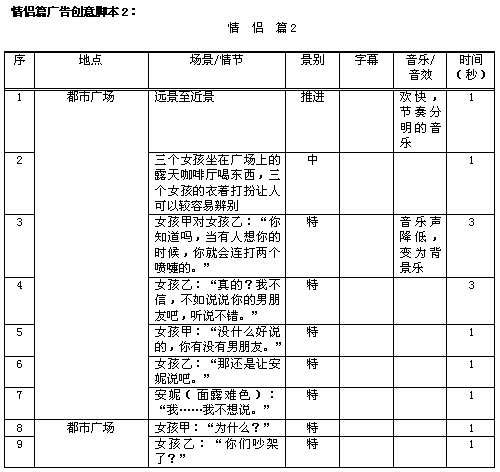 情侣篇广告创意脚本2：
情 侣 篇2
序 地点 场景/情节 景别 字幕 音乐/音效 时间（秒）
1 都市广场 远景至近景 推进 欢快，节奏分明的音乐 1
2 三个女孩坐在广场上的露天咖啡厅喝东西，三个女孩的衣着打扮让人可以较容易辨别 中 1
3 女孩甲对女孩乙：“你知道吗，当有人想你的时候，你就会连打两个喷嚏的。” 特 音乐声降低，变为背景乐 3
4 女孩乙：“真的？我不信，不如说说你的男朋友吧，听说不错。” 特 3
5 女孩甲：“没什么好说的，你有没有男朋友。” 特 1
6 女孩乙：“那还是让安妮说吧。” 特 1
7 安妮（面露难色）：“我……我不想说。” 特 1
8 都市广场 女孩甲：“为什么？” 特 1
9 女孩乙：“你们吵架了？” 特 1